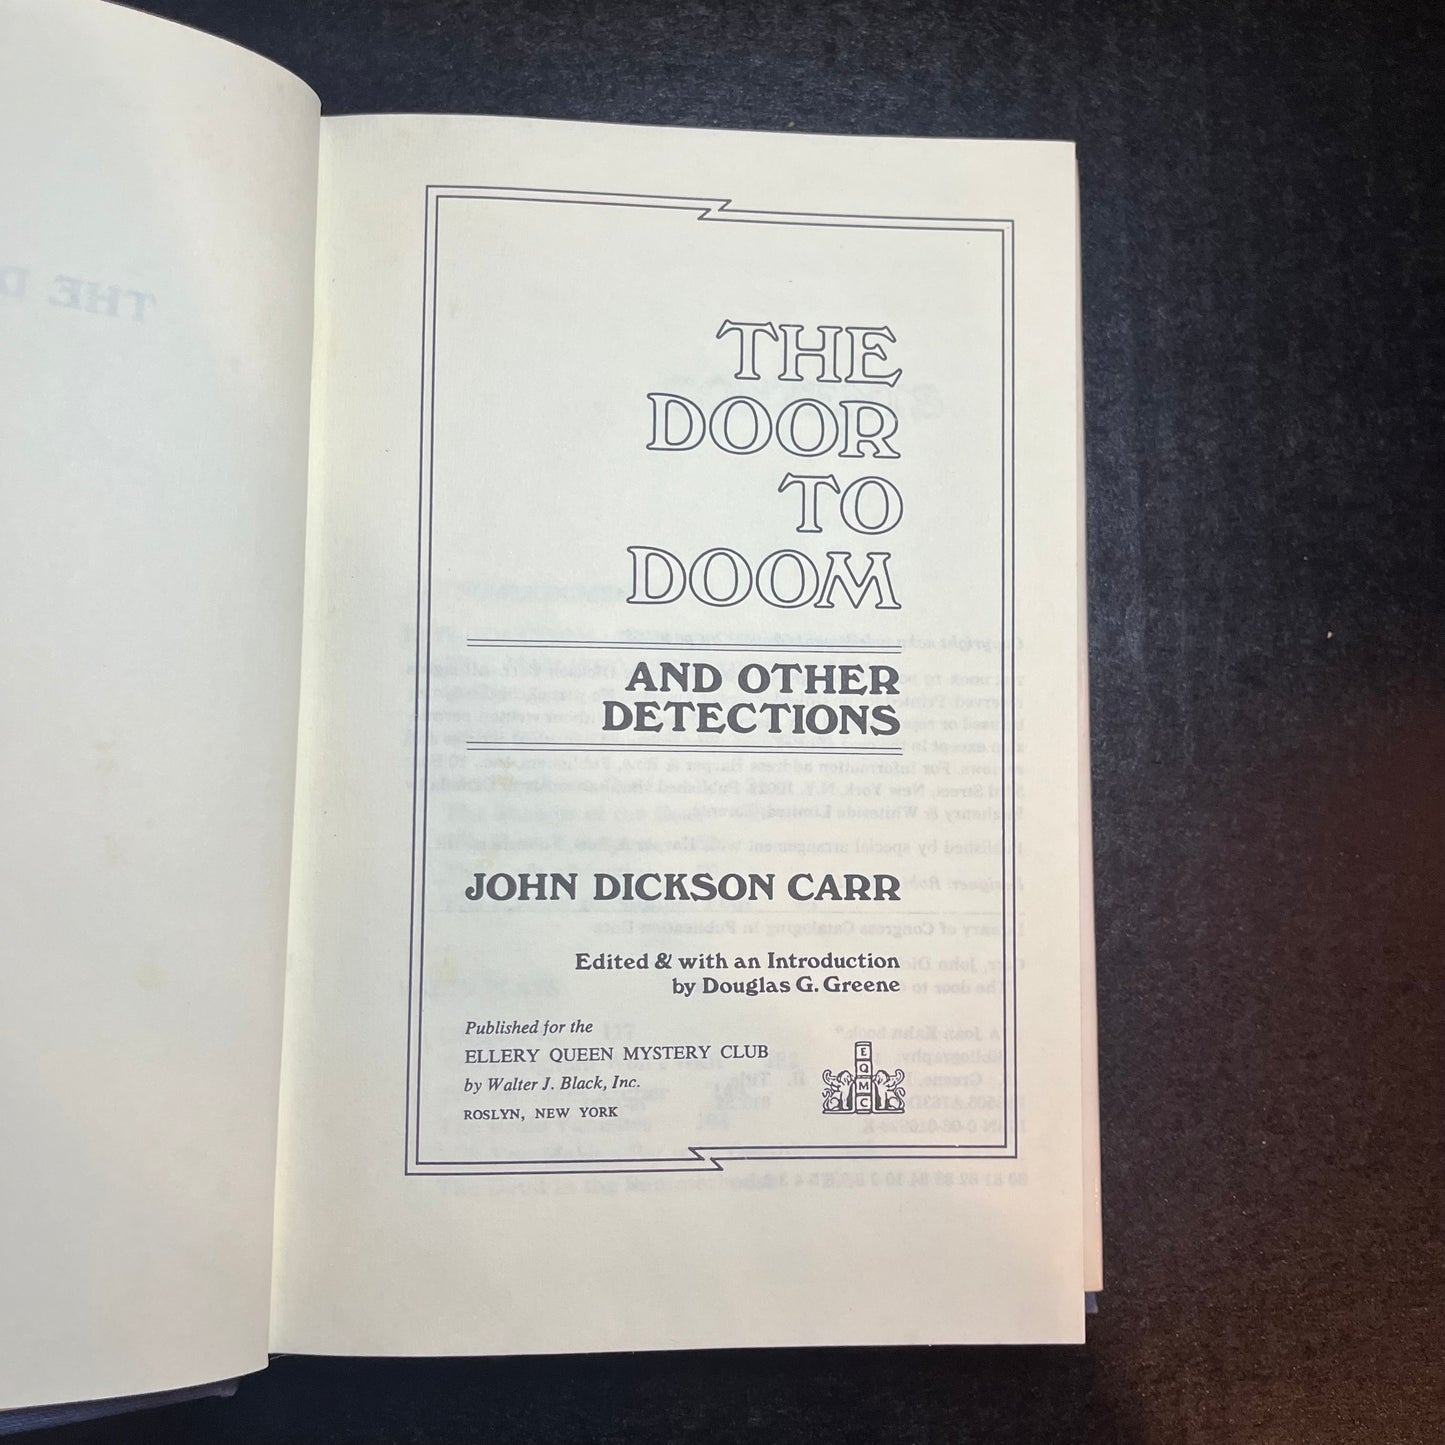 THE D
THE
DOOR
TO
DOOM
AND OTHER
DETECTIONS
JOHN DICKSON CARR
Edited & with an Introduction
by Douglas G. Greene
Published for the
ELLERY QUEEN MYSTERY CLUB
by Walter J. Black, Inc.
ROSLYN, NEW YORK
E
Q
M
C